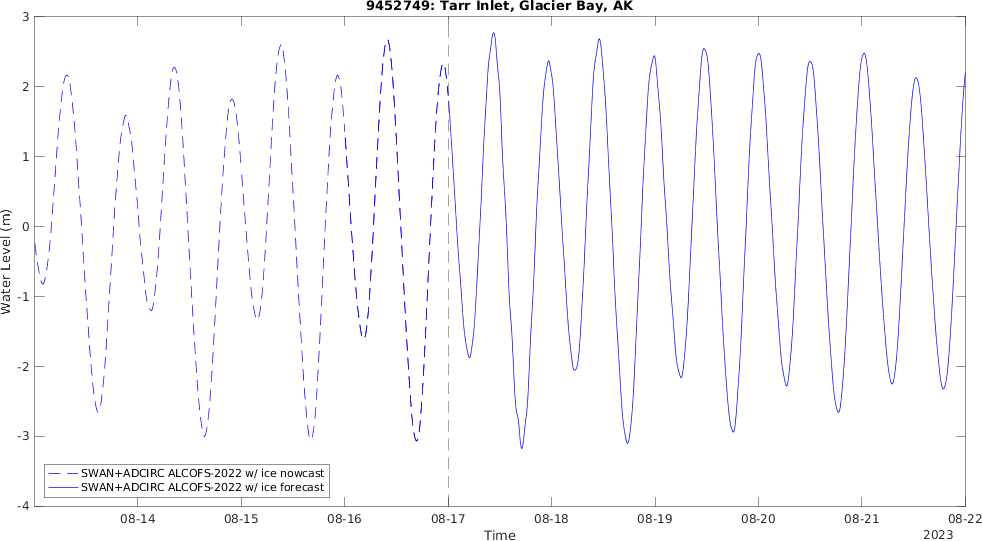 9452749: Tarr Inlet, Glacier Bay, AK
3
2
1
0
-1
-2
-3
-4
Water Level (m)
SWAN+ADCIRC ALCOFS-2022 w/ ice nowcast
SWAN+ADCIRC ALCOFS-2022 w/ ice forecast
08-14 08-15 08-16 08-17 08-18 08-19 08-20 08-21 08-22
Time
2023